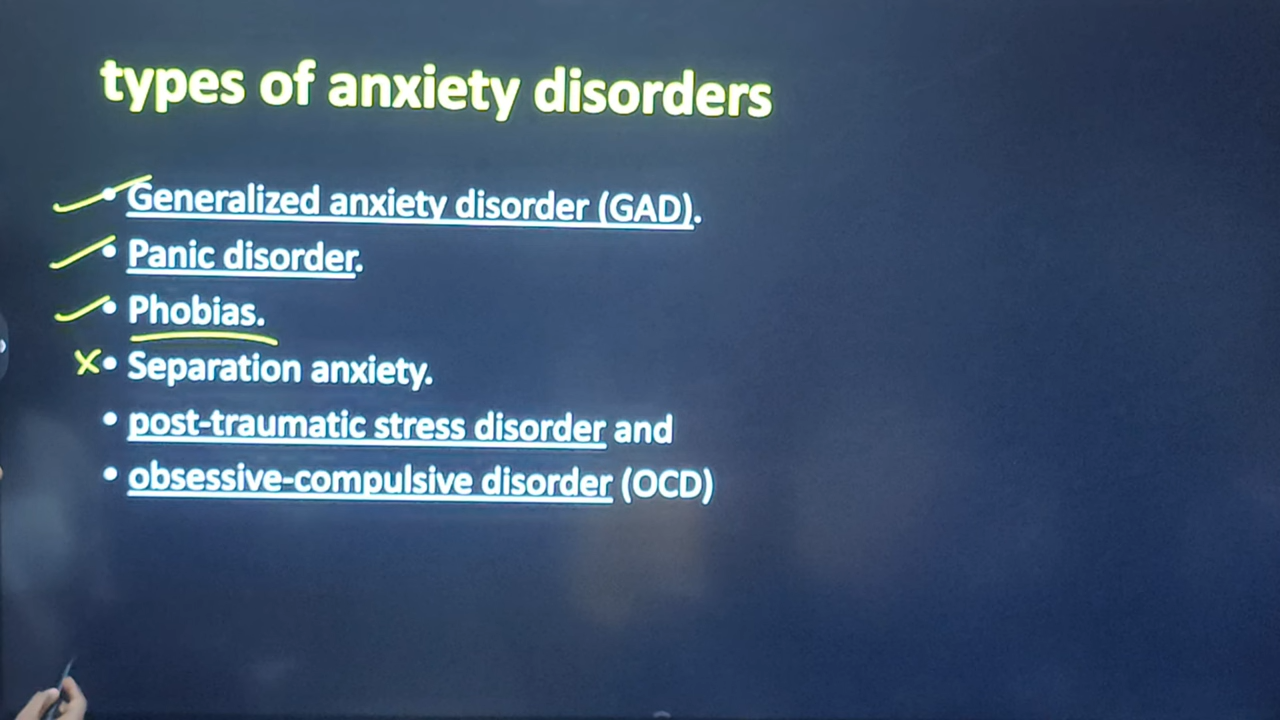 types of anxiety disorders
• Generalized anxiety disorder (GAD).
• Panic disorder.
• Phobias.
• Separation anxiety.
• post-traumatic stress disorder and
• obsessive-compulsive disorder (OCD)